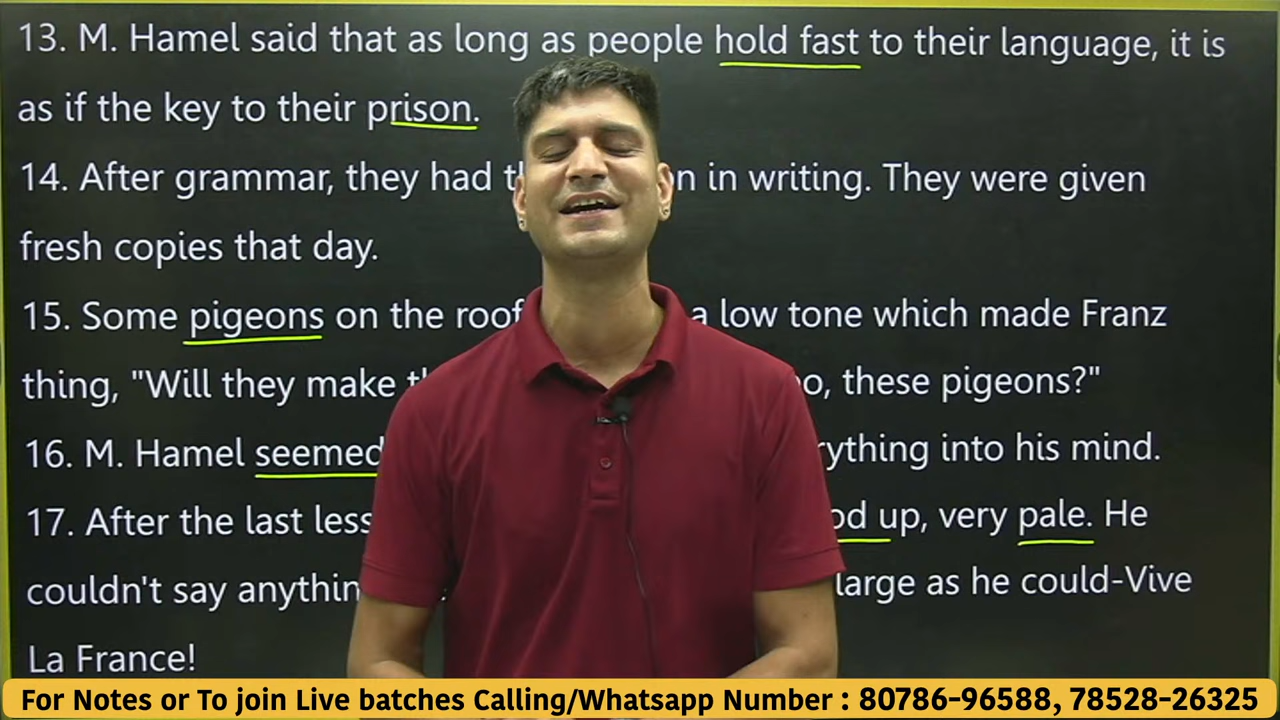 13. M. Hamel said that as long as people hold fast to their language, it is
as if the key to their prison.
14. After grammar, they had in writing. They were given
fresh copies that day.
15. Some pigeons on the roof a low tone which made Franz
thing, "Will they make these pigeons?"
16. M. Hamel seemed into his mind.
17. After the last up, very pale. He
couldn't say large as he could-Vive
La France!
For Notes or To join Live batches Calling/Whatsapp Number : 80786-96588, 78528-26325